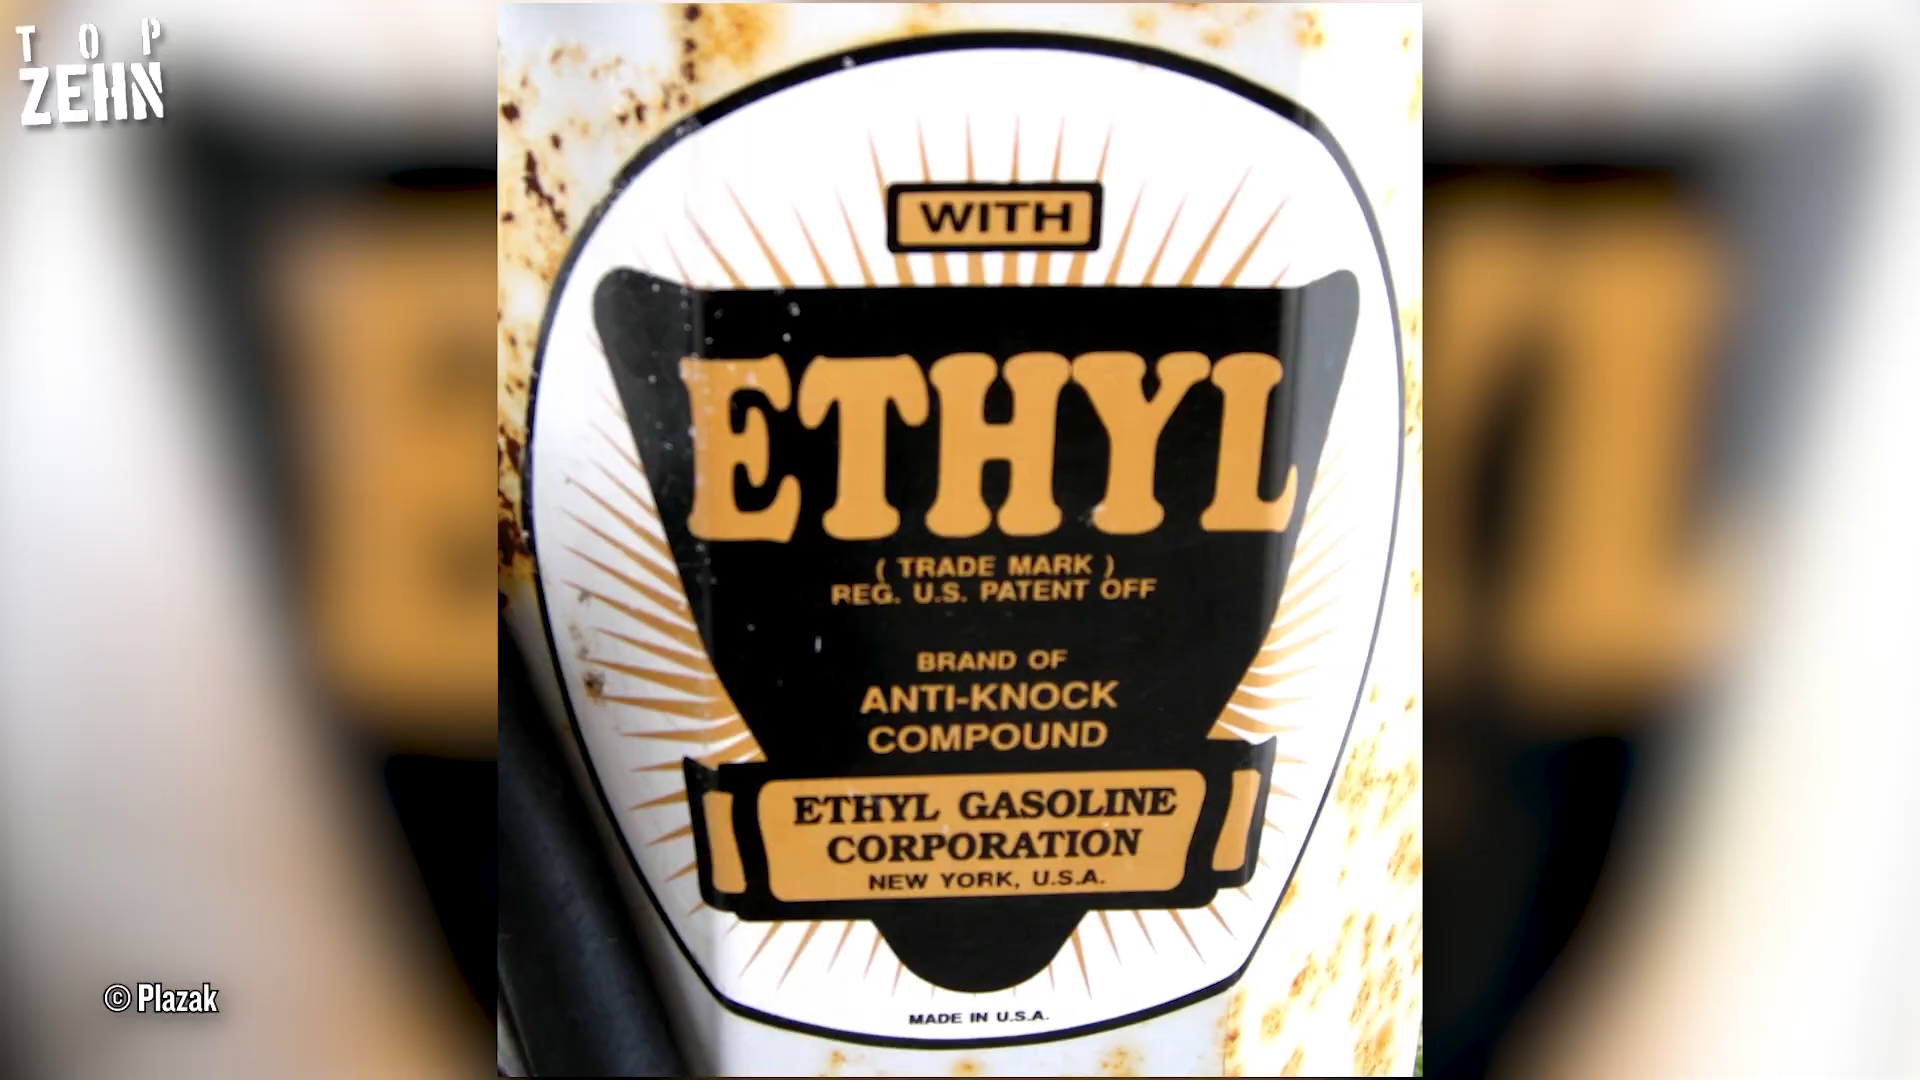 TOP
ZEHN
WITH
ETHYL
( TRADE MARK )
REG. U.S. PATENT OFF
BRAND OF
ANTI-KNOCK
COMPOUND
ETHYL GASOLINE
CORPORATION
NEW YORK, U.S.A.
MADE IN U.S.A.
© Plazak